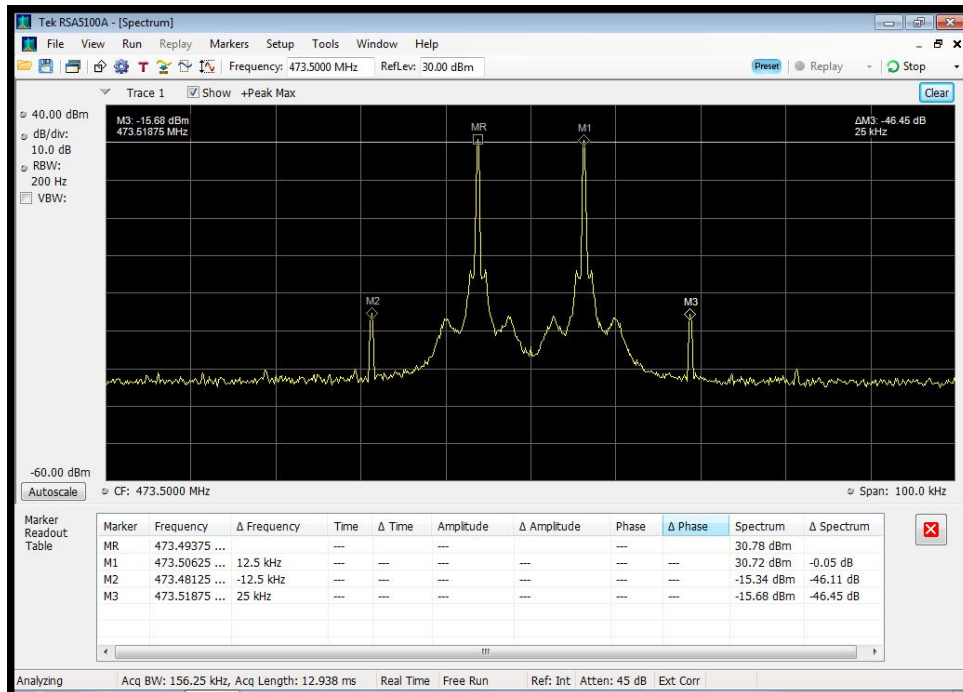 Tek RSA5100A - [Spectrum]
File View Run Replay Markers Setup Tools Window Help
T Frequency: 473.5000 MHz RefLev: 30.00 dBm Preset Replay Stop
Trace 1 Show +Peak Max Clear
40.00 dBm
dB/div:
10.0 dB
RBW:
200 Hz
VBW:
M3: -15.68 dBm
473.51875 MHz
MR
M1
ΔM3: -46.45 dB
25 kHz
M2
M3
-60.00 dBm
Autoscale CF: 473.5000 MHz Span: 100.0 kHz
Marker
Readout
Table
Marker Frequency Δ Frequency Time Δ Time Amplitude Δ Amplitude Phase Δ Phase Spectrum Δ Spectrum
MR 473.49375 ... --- --- --- 30.78 dBm
M1 473.50625 ... 12.5 kHz --- --- --- --- --- --- 30.72 dBm -0.05 dB
M2 473.48125 ... -12.5 kHz --- --- --- --- --- --- -15.34 dBm -46.11 dB
M3 473.51875 ... 25 kHz --- --- --- --- --- --- -15.68 dBm -46.45 dB
Analyzing Acq BW: 156.25 kHz, Acq Length: 12.938 ms Real Time Free Run Ref: Int Atten: 45 dB Ext Corr